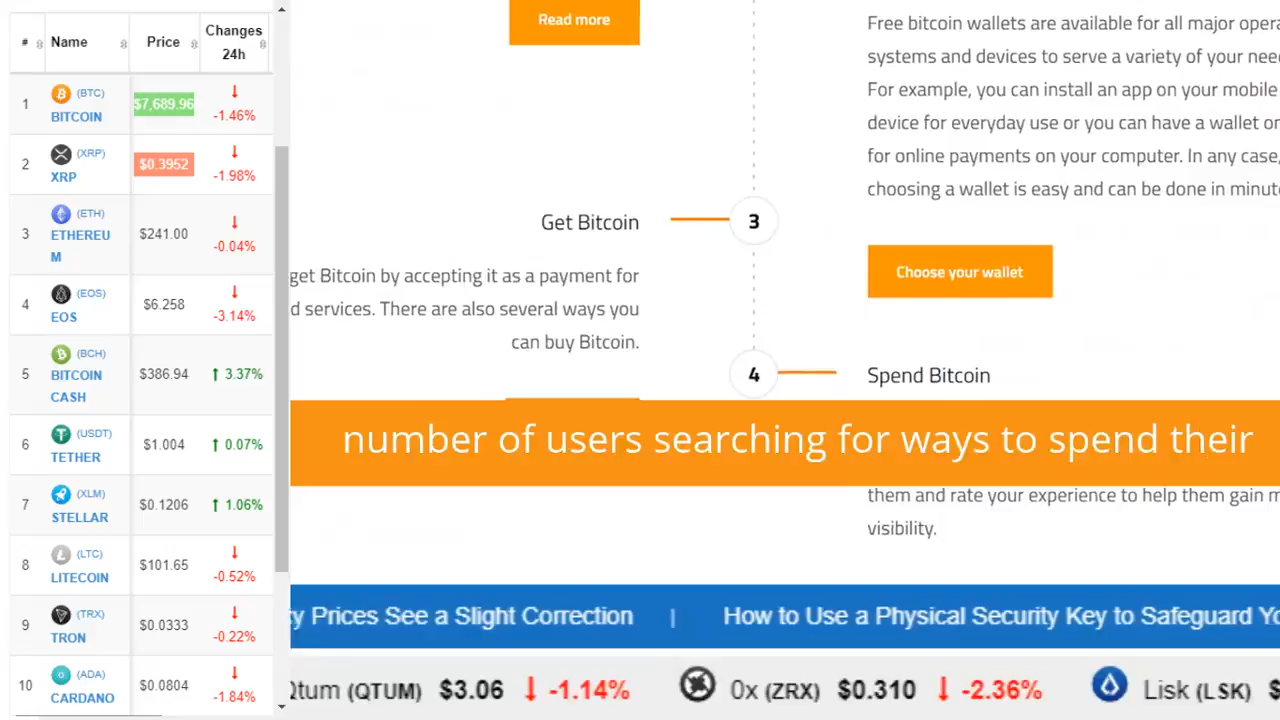 # Name Price Changes 24h
1 (BTC) BITCOIN $7,689.96 -1.46%
2 (XRP) XRP $0.3952 -1.98%
3 (ETH) ETHEREUM $241.00 -0.04%
4 (EOS) EOS $6.258 -3.14%
5 (BCH) BITCOIN CASH $386.94 3.37%
6 (USDT) TETHER $1.004 0.07%
7 (XLM) STELLAR $0.1206 1.06%
8 (LTC) LITECOIN $101.65 -0.52%
9 (TRX) TRON $0.0333 -0.22%
10 (ADA) CARDANO $0.0804 -1.84%
Read more
Get Bitcoin
get Bitcoin by accepting it as a payment for
services. There are also several ways you
can buy Bitcoin.
3
Free bitcoin wallets are available for all major
systems and devices to serve a variety of your
For example, you can install an app on your mobile
device for everyday use or you can have a wallet
for online payments on your computer. In any case,
choosing a wallet is easy and can be done in
Choose your wallet
4
Spend Bitcoin
number of users searching for ways to spend their
them and rate your experience to help them gain
visibility.
Prices See a Slight Correction | How to Use a Physical Security Key to Safeguard
Qtum (QTUM) $3.06 -1.14% 0x (ZRX) $0.310 -2.36% Lisk (LSK)